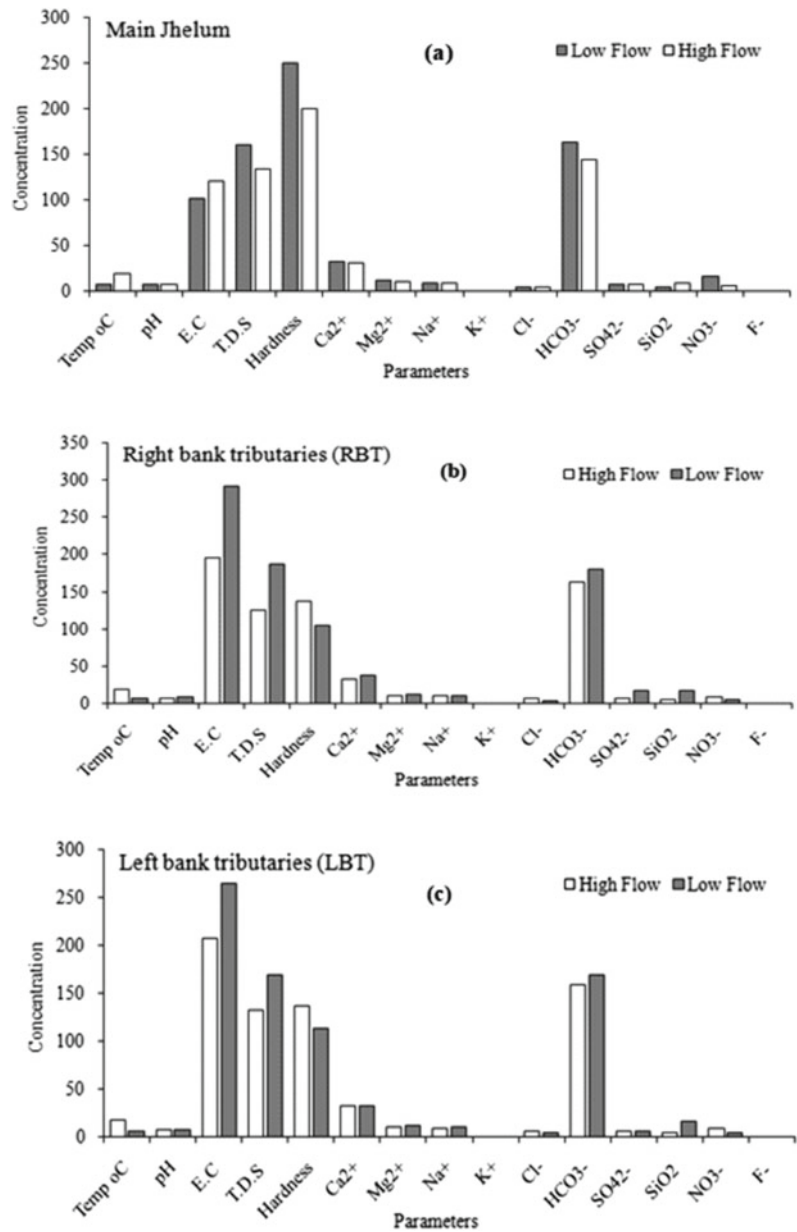 Main Jhelum
(a)
Low Flow High Flow
300
250
200
150
100
50
0
Concentration
Temp oC pH E.C T.D.S Hardness Ca2+ Mg2+ Na+ K+ Cl- HCO3- SO42- SiO2 NO3- F-
Parameters
Right bank tributaries (RBT)
(b)
High Flow Low Flow
350
300
250
200
150
100
50
0
Concentration
Temp oC pH E.C T.D.S Hardness Ca2+ Mg2+ Na+ K+ Cl- HCO3- SO42- SiO2 NO3- F-
Parameters
Left bank tributaries (LBT)
(c)
High Flow Low Flow
300
250
200
150
100
50
0
Concentration
Temp oC pH E.C T.D.S Hardness Ca2+ Mg2+ Na+ K+ Cl- HCO3- SO42- SiO2 NO3- F-
Parameters